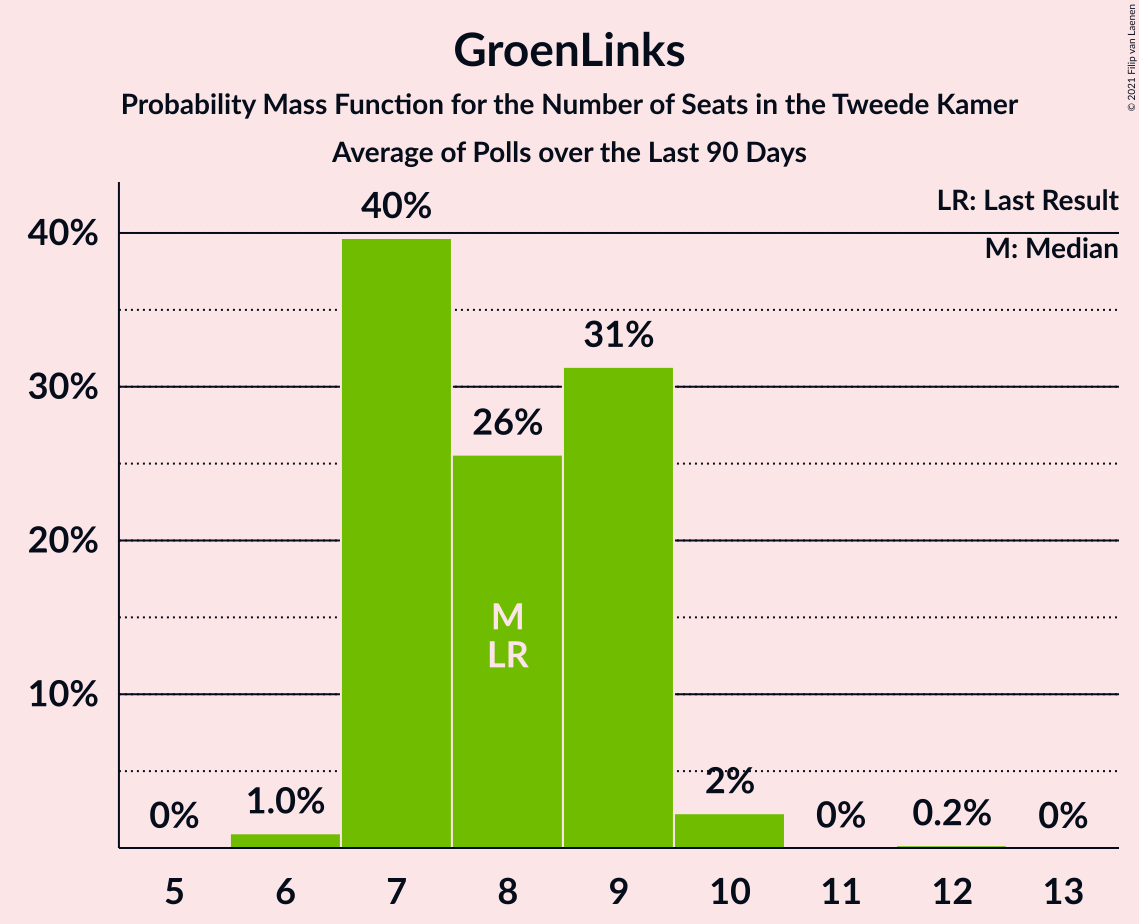 GroenLinks
Probability Mass Function for the Number of Seats in the Tweede Kamer
Average of Polls over the Last 90 Days
© 2021 Filip van Laenen
LR: Last Result
M: Median
40%
30%
20%
10%
0%
1.0%
40%
26%
31%
2%
0%
0.2%
0%
M
LR
5 6 7 8 9 10 11 12 13